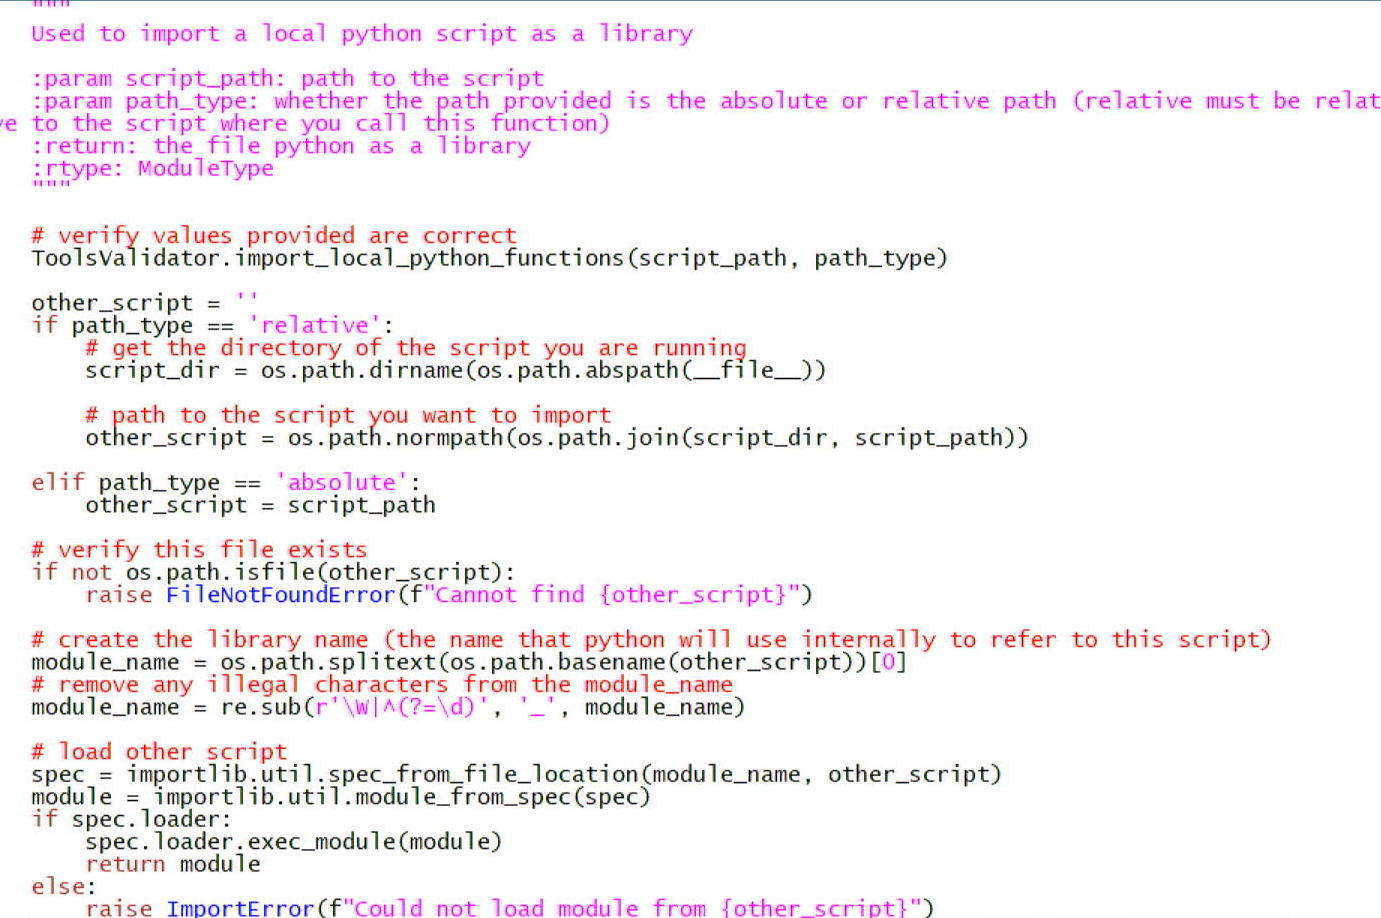 """
Used to import a local python script as a library
:param script_path: path to the script
:param path_type: whether the path provided is the absolute or relative path (relative must be relat
ve to the script where you call this function)
:return: the file python as a library
:rtype: ModuleType
"""
# verify values provided are correct
ToolsValidator.import_local_python_functions(script_path, path_type)
other_script = ''
if path_type == 'relative':
# get the directory of the script you are running
script_dir = os.path.dirname(os.path.abspath(__file__))
# path to the script you want to import
other_script = os.path.normpath(os.path.join(script_dir, script_path))
elif path_type == 'absolute':
other_script = script_path
# verify this file exists
if not os.path.isfile(other_script):
raise FileNotFoundError(f"Cannot find {other_script}")
# create the library name (the name that python will use internally to refer to this script)
module_name = os.path.splitext(os.path.basename(other_script))[0]
# remove any illegal characters from the module_name
module_name = re.sub(r'\W|^(?=\d)', '_', module_name)
# load other script
spec = importlib.util.spec_from_file_location(module_name, other_script)
module = importlib.util.module_from_spec(spec)
if spec.loader:
spec.loader.exec_module(module)
return module
else:
raise ImportError(f"Could not load module from {other_script}")